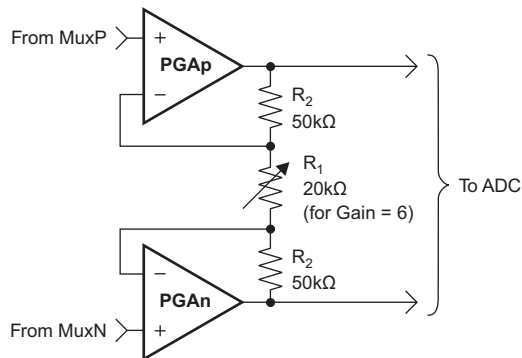 From MuxP
+
PGAp
−
R2
50kΩ
R1
20kΩ
(for Gain = 6)
To ADC
R2
50kΩ
−
PGAn
From MuxN
+